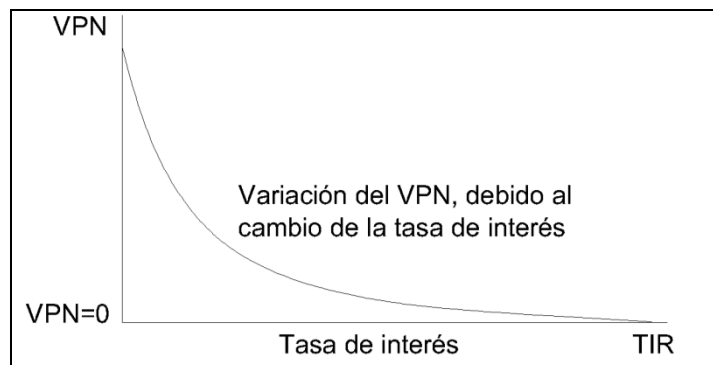 VPN
Variación del VPN, debido al
cambio de la tasa de interés
VPN=0
Tasa de interés
TIR